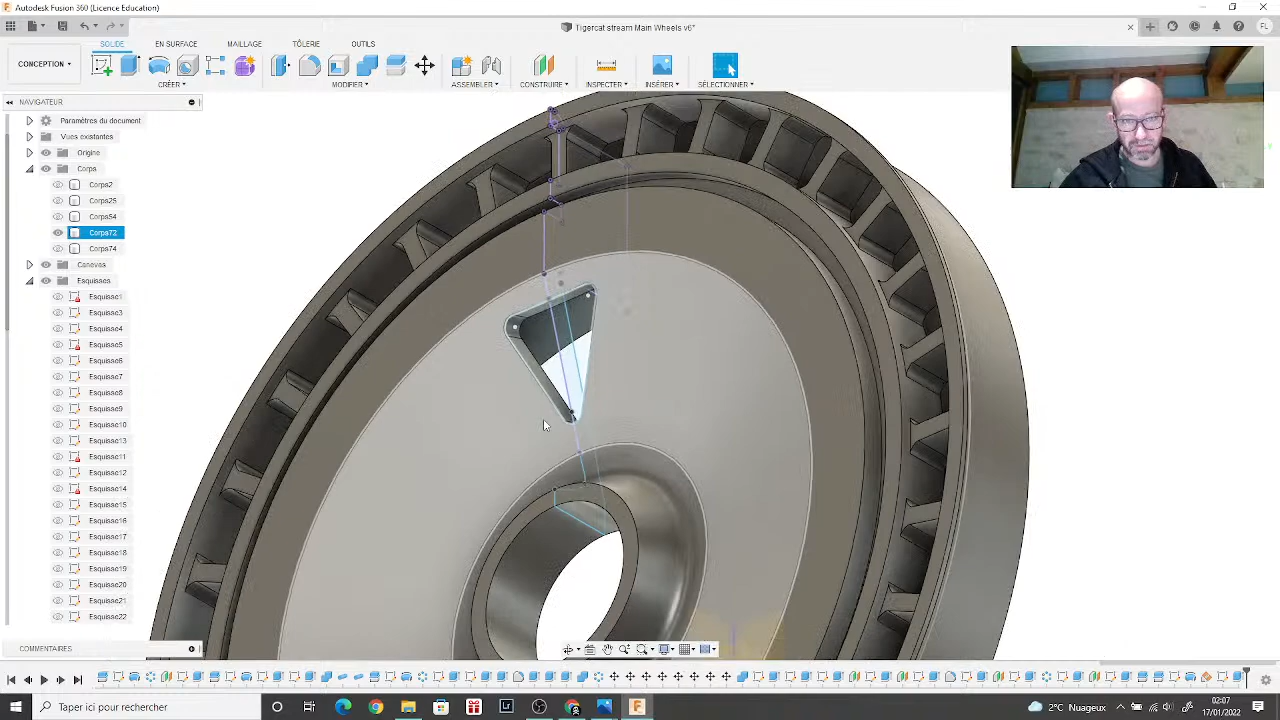 Autodesk Fusion 360 (Licence Education)
Tigercat stream Main Wheels v6*
FL
SOLIDE EN SURFACE MAILLAGE TÔLERIE OUTILS
CONCEPTION
CRÉER MODIFIER ASSEMBLER CONSTRUIRE INSPECTER INSÉRER SÉLECTIONNER
NAVIGATEUR
Paramètres du document
Vues existantes
Origine
Corps
Corps2
Corps25
Corps54
Corps72
Corps74
Canevas
Esquisses
Esquisse1
Esquisse3
Esquisse4
Esquisse5
Esquisse6
Esquisse7
Esquisse8
Esquisse9
Esquisse10
Esquisse13
Esquisse11
Esquisse12
Esquisse14
Esquisse15
Esquisse16
Esquisse17
Esquisse18
Esquisse19
Esquisse20
Esquisse21
Esquisse22
COMMENTAIRES
Taper ici pour rechercher
2°C Nuageux
02:07
17/01/2022